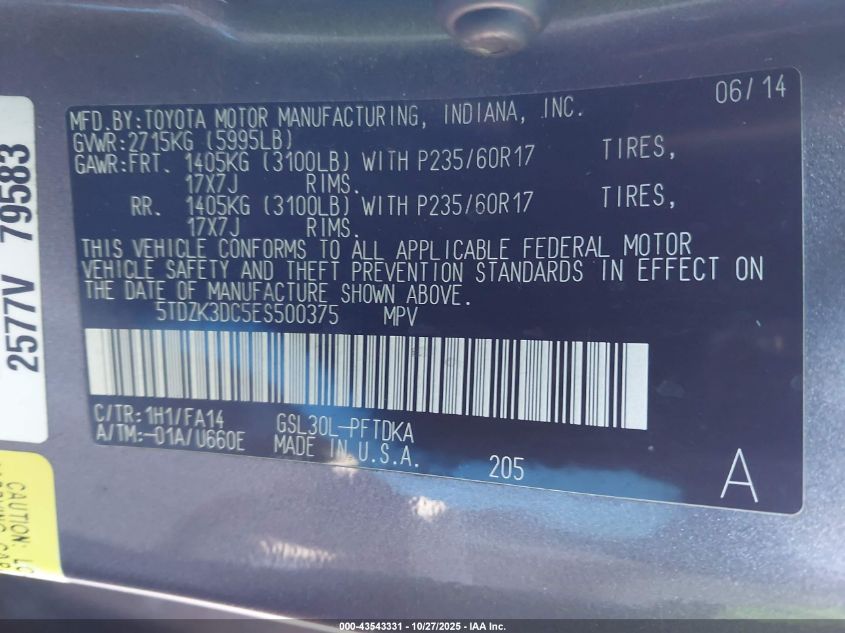 06/14
MFD.BY:TOYOTA MOTOR MANUFACTURING, INDIANA, INC.
GVWR:2715KG (5995LB)
GAWR:FRT. 1405KG (3100LB) WITH P235/60R17 TIRES,
17X7J RIMS.
RR. 1405KG (3100LB) WITH P235/60R17 TIRES,
17X7J RIMS.
THIS VEHICLE CONFORMS TO ALL APPLICABLE FEDERAL MOTOR
VEHICLE SAFETY AND THEFT PREVENTION STANDARDS IN EFFECT ON
THE DATE OF MANUFACTURE SHOWN ABOVE.
5TDZK3DC5ES500375 MPV
C/TR:1H1/FA14 GSL30L-PFTDKA
A/TM:-01A/U660E MADE IN U.S.A. 205
A
2577V 79583
CAUTION:
000-43543331 - 10/27/2025 - IAA Inc.